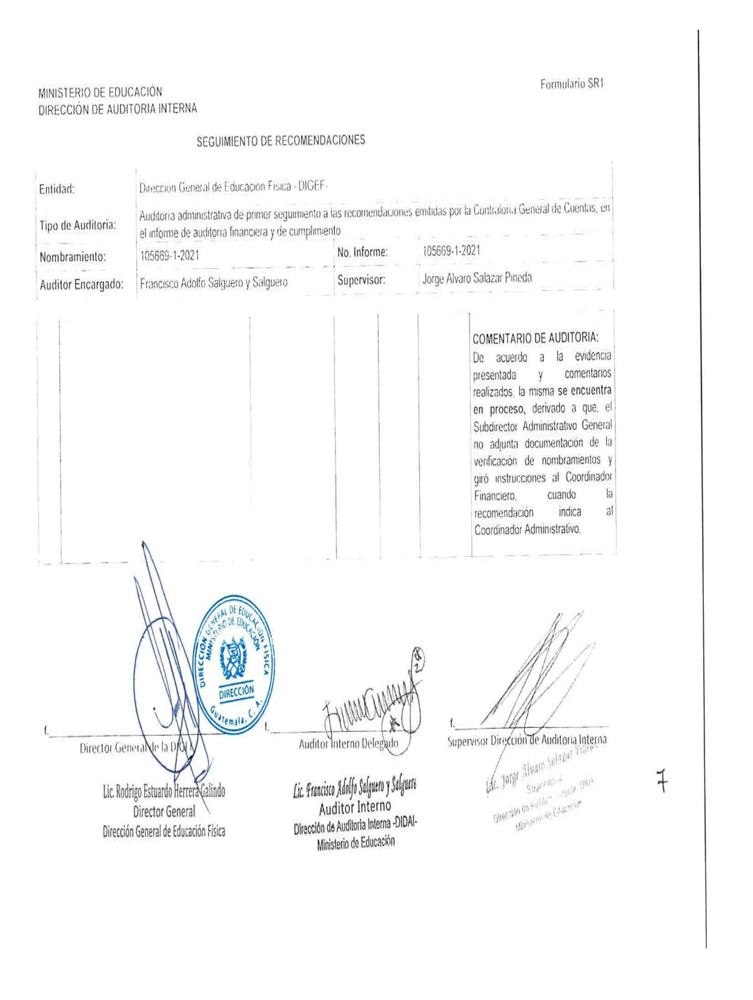 Formulario SR1
MINISTERIO DE EDUCACIÓN
DIRECCIÓN DE AUDITORIA INTERNA
SEGUIMIENTO DE RECOMENDACIONES
Entidad: Dirección General de Educación Física -DIGEF-
Tipo de Auditoria: Auditoria administrativa de primer seguimiento a las recomendaciones emitidas por la Contraloria General de Cuentas, en
el informe de auditoria financiera y de cumplimiento
Nombramiento: 105669-1-2021 No. Informe: 105669-1-2021
Auditor Encargado: Francisco Adolfo Salguero y Salguero Supervisor: Jorge Alvaro Salazar Pineda
COMENTARIO DE AUDITORIA:
De acuerdo a la evidencia
presentada y comentarios
realizados, la misma se encuentra
en proceso, derivado a que, el
Subdirector Administrativo General
no adjunta documentación de la
verificación de nombramientos y
giró instrucciones al Coordinador
Financiero, cuando la
recomendación indica al
Coordinador Administrativo.
DIRECCIÓN GENERAL DE EDUCACIÓN FISICA
MINISTERIO DE EDUCACIÓN
DIRECCIÓN
Guatemala, C. A.
f. f. f.
Director General de la
Auditor Interno Delegado
Supervisor Dirección de Auditoria Interna
Lic. Rodrigo Estuardo Herrera Galindo
Director General
Dirección General de Educación Física
Lic. Francisco Adolfo Salguero y Salguero
Auditor Interno
Dirección de Auditoría Interna -DIDAI-
Ministerio de Educación
Lic. Jorge Alvaro Salazar
Supervisor
Dirección de
Ministerio de Educación
7